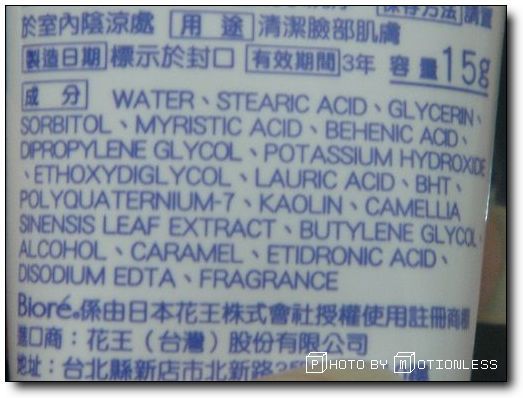 保存方法 請置
於室內陰涼處 用途 清潔臉部肌膚
製造日期 標示於封口 有效期間 3年 容量15g
成分 WATER、STEARIC ACID、GLYCERIN、
SORBITOL、MYRISTIC ACID、BEHENIC ACID、
DIPROPYLENE GLYCOL、POTASSIUM HYDROXIDE
、ETHOXYDIGLYCOL、LAURIC ACID、BHT、
POLYQUATERNIUM-7、KAOLIN、CAMELLIA
SINENSIS LEAF EXTRACT、BUTYLENE GLYCOL、
ALCOHOL、CARAMEL、ETIDRONIC ACID、
DISODIUM EDTA、FRAGRANCE
Bioré®係由日本花王株式會社授權使用註冊商標
進口商：花王（台灣）股份有限公司
地址：台北縣新店市北新路
PHOTO BY MOTIONLESS